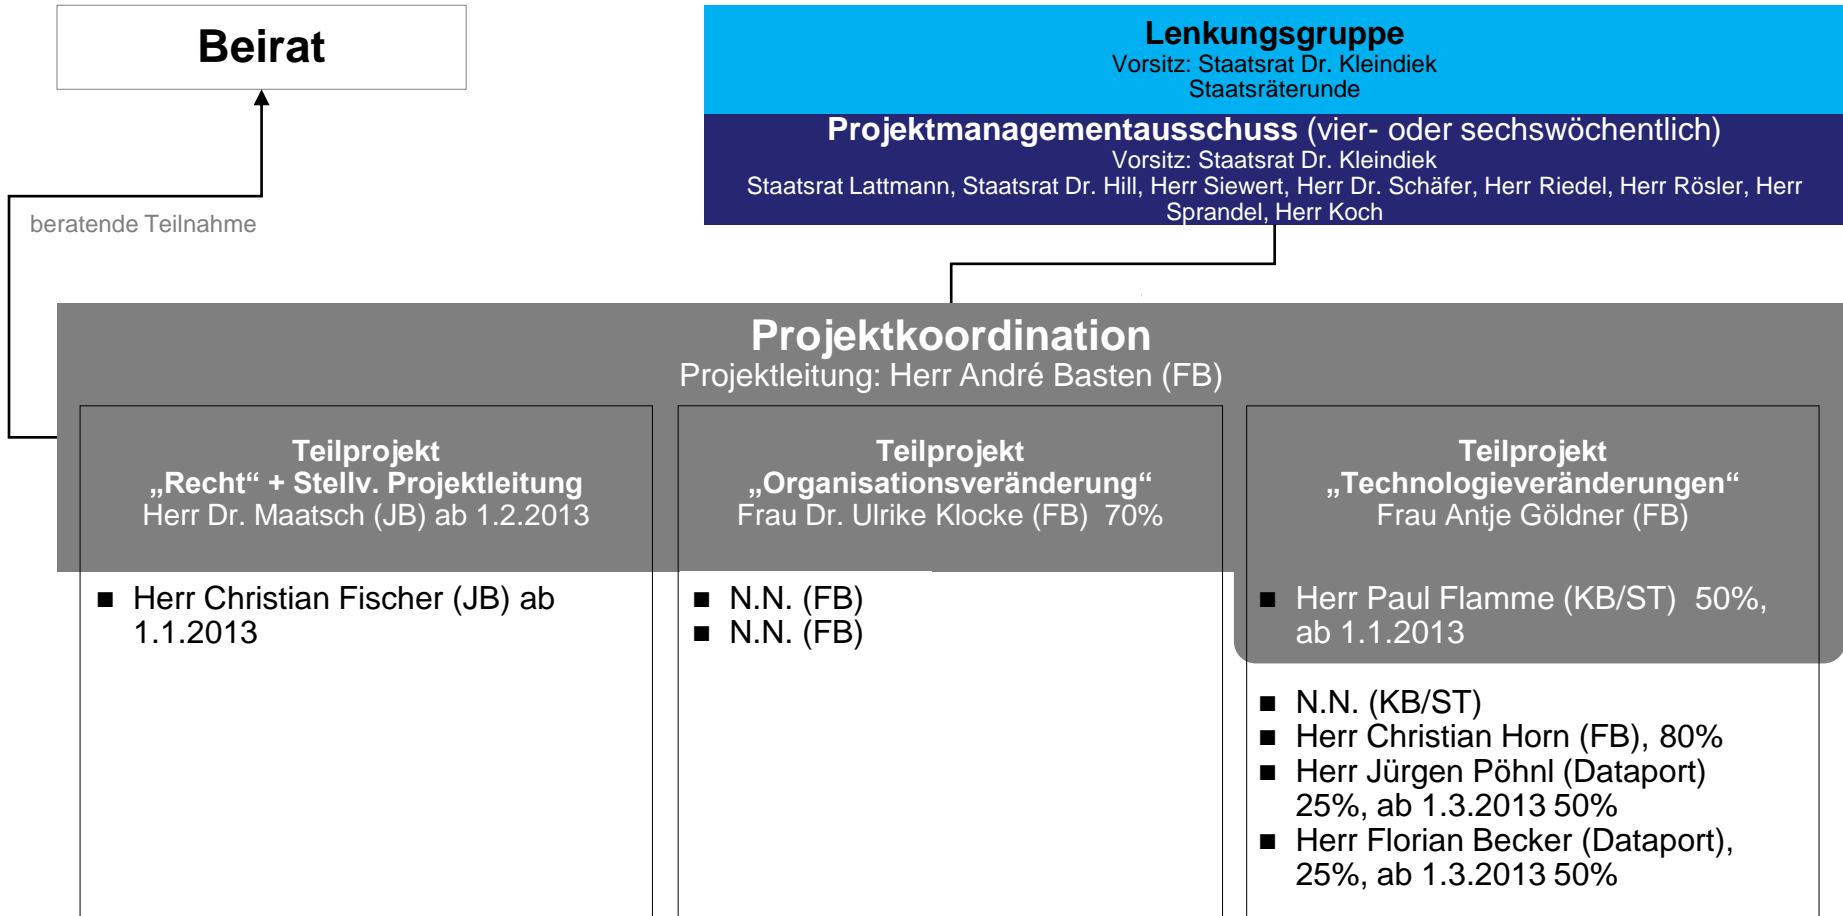 Beirat
Lenkungsgruppe
Vorsitz: Staatsrat Dr. Kleindiek
Staatsräterunde
Projektmanagementausschuss (vier- oder sechswöchentlich)
Vorsitz: Staatsrat Dr. Kleindiek
Staatsrat Lattmann, Staatsrat Dr. Hill, Herr Siewert, Herr Dr. Schäfer, Herr Riedel, Herr Rösler, Herr
Sprandel, Herr Koch
beratende Teilnahme
Projektkoordination
Projektleitung: Herr André Basten (FB)
Teilprojekt
„Recht“ + Stellv. Projektleitung
Herr Dr. Maatsch (JB) ab 1.2.2013
■ Herr Christian Fischer (JB) ab
1.1.2013
Teilprojekt
„Organisationsveränderung“
Frau Dr. Ulrike Klocke (FB) 70%
■ N.N. (FB)
■ N.N. (FB)
Teilprojekt
„Technologieveränderungen“
Frau Antje Göldner (FB)
■ Herr Paul Flamme (KB/ST) 50%,
ab 1.1.2013
■ N.N. (KB/ST)
■ Herr Christian Horn (FB), 80%
■ Herr Jürgen Pöhnl (Dataport)
25%, ab 1.3.2013 50%
■ Herr Florian Becker (Dataport),
25%, ab 1.3.2013 50%